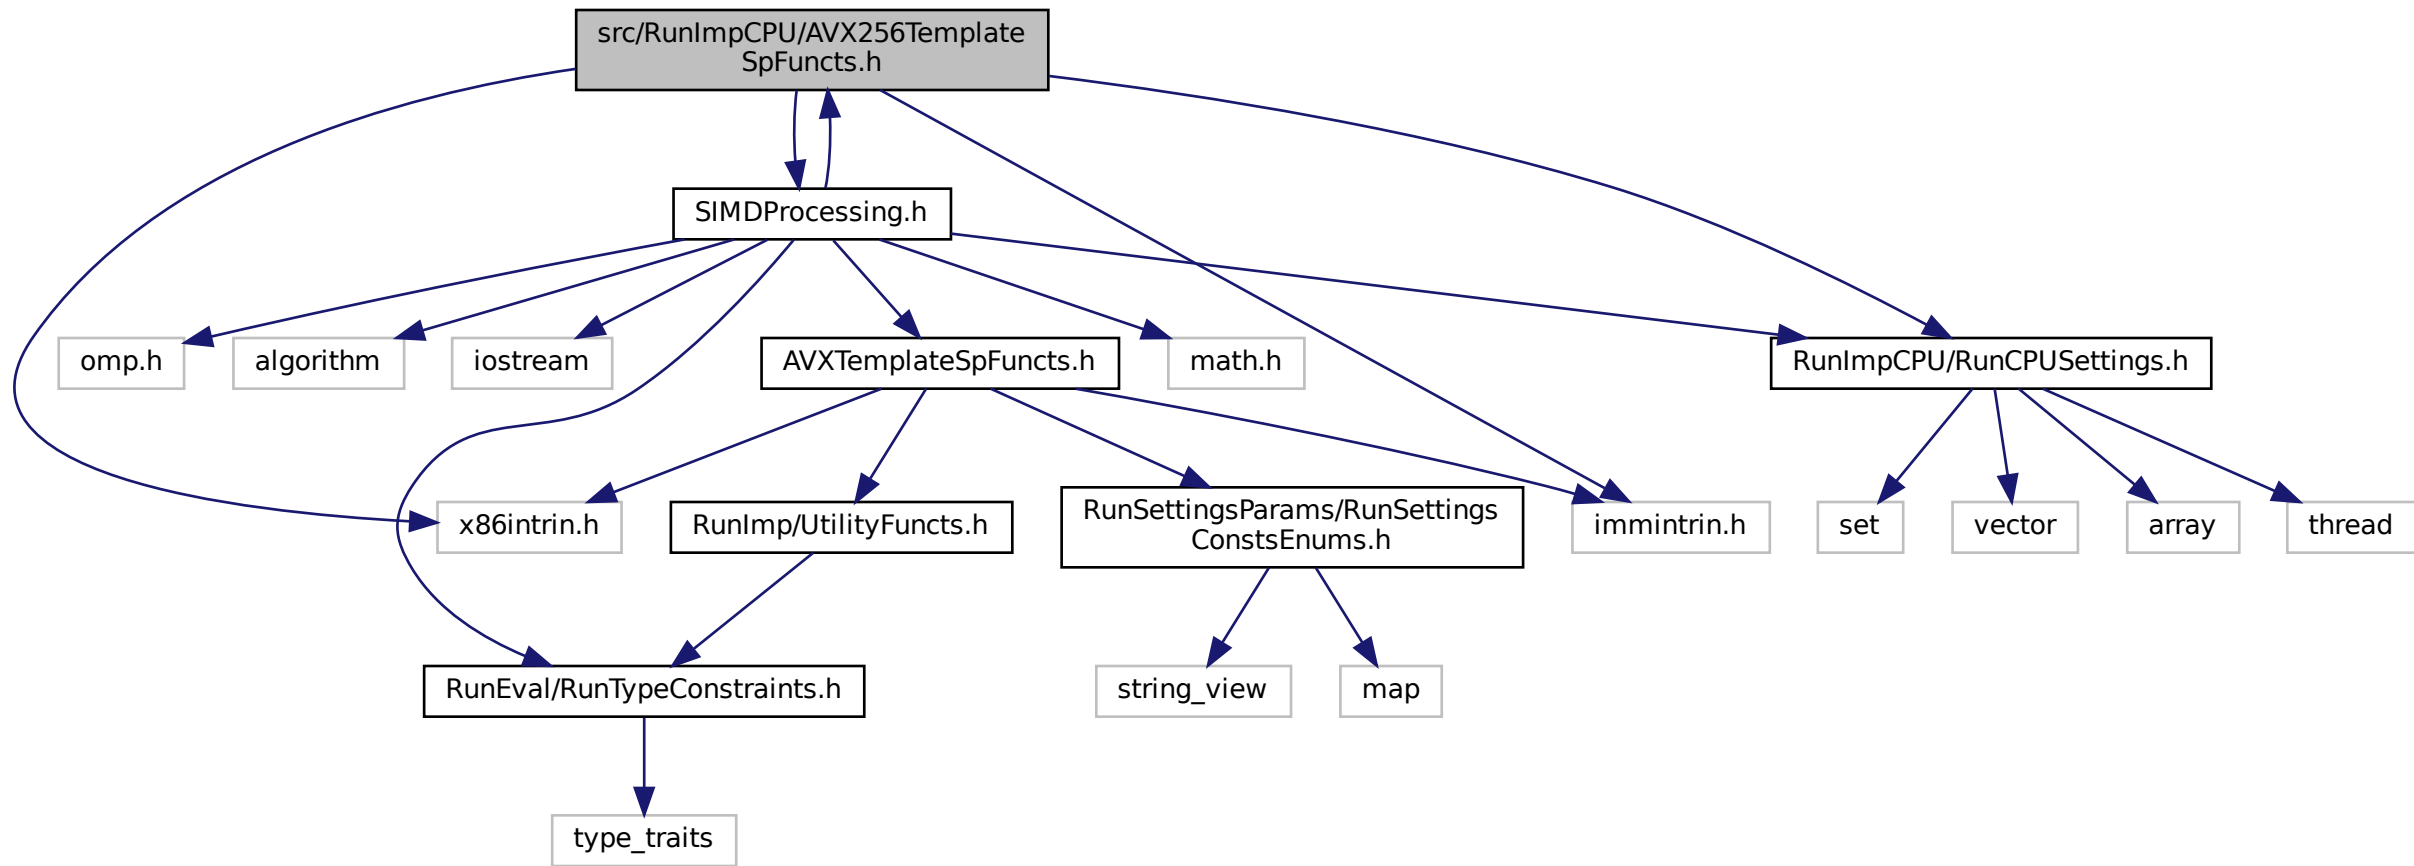 src/RunImpCPU/AVX256Template
SpFuncts.h
SIMDProcessing.h
omp.h
algorithm
iostream
AVXTemplateSpFuncts.h
math.h
RunImpCPU/RunCPUSettings.h
x86intrin.h
RunImp/UtilityFuncts.h
RunSettingsParams/RunSettings
ConstsEnums.h
immintrin.h
set
vector
array
thread
RunEval/RunTypeConstraints.h
string_view
map
type_traits